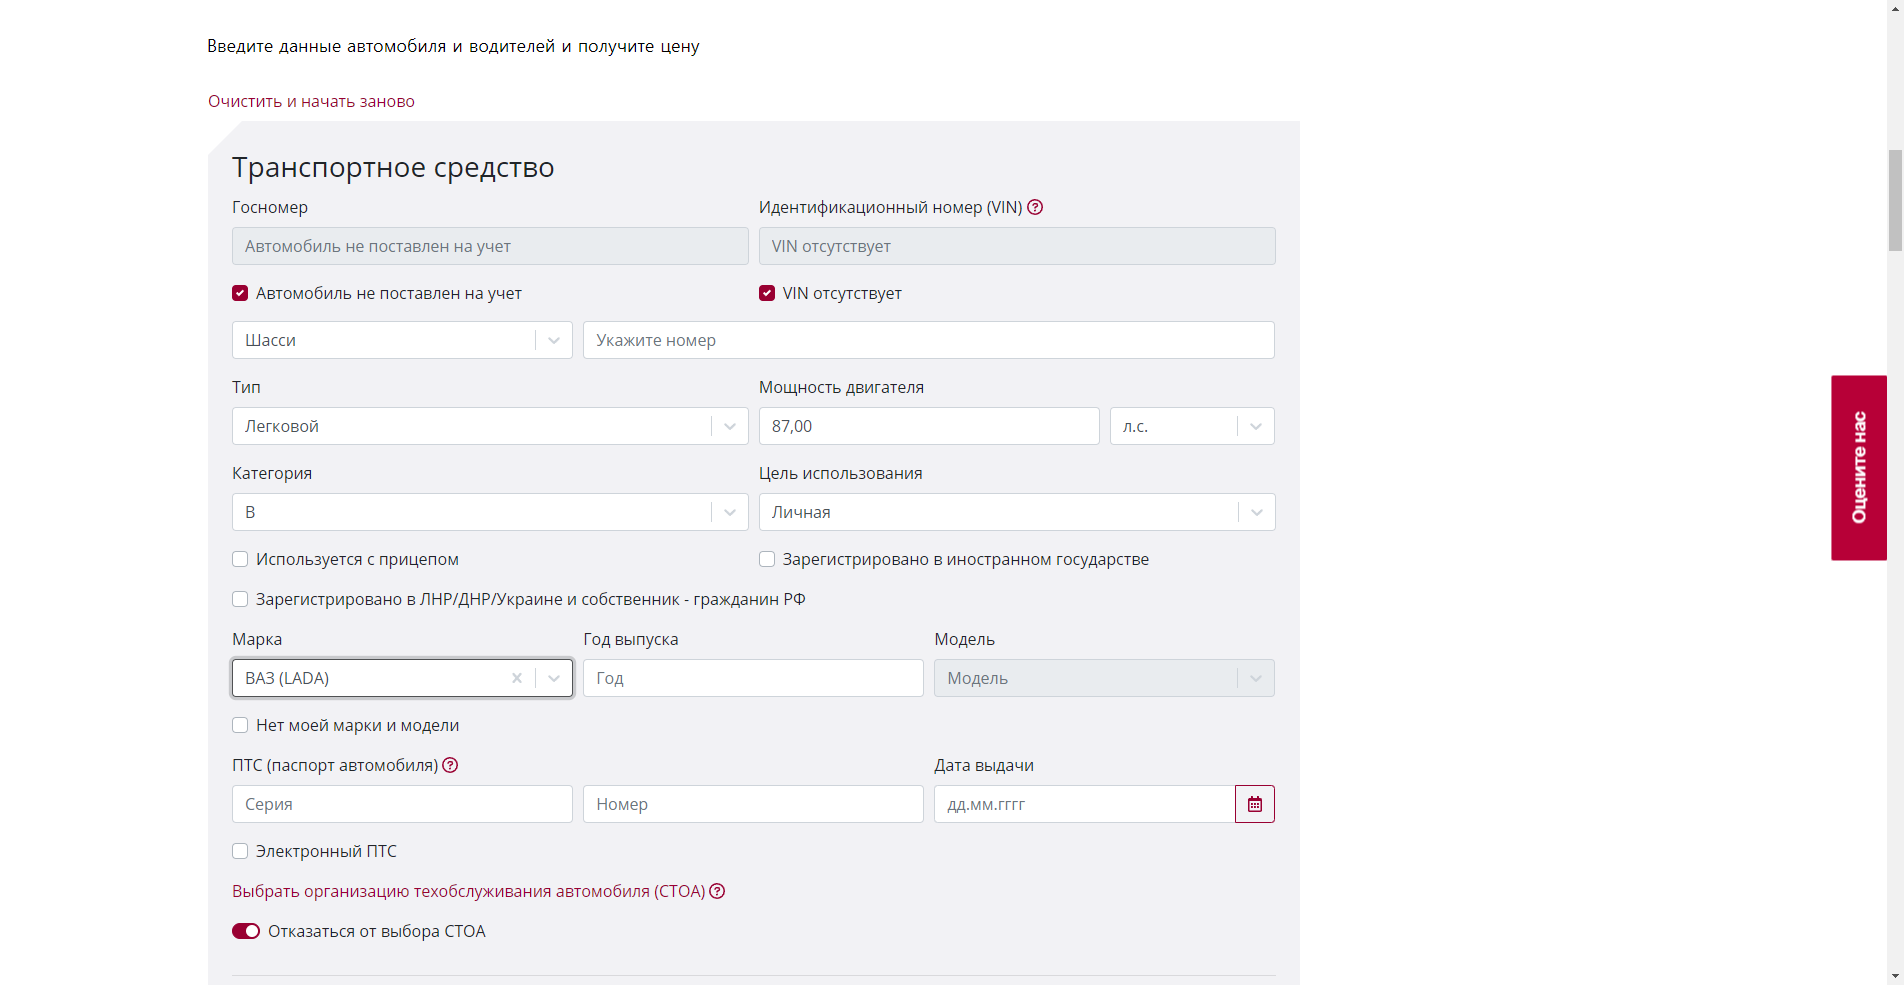 Введите данные автомобиля и водителей и получите цену
Очистить и начать заново
Транспортное средство
Госномер
Идентификационный номер (VIN)
Автомобиль не поставлен на учет
VIN отсутствует
Автомобиль не поставлен на учет
VIN отсутствует
Шасси
Укажите номер
Тип
Мощность двигателя
Легковой
87,00
л.с.
Категория
Цель использования
B
Личная
Используется с прицепом
Зарегистрировано в иностранном государстве
Зарегистрировано в ЛНР/ДНР/Украине и собственник - гражданин РФ
Марка
Год выпуска
Модель
ВАЗ (LADA)
Год
Модель
Нет моей марки и модели
ПТС (паспорт автомобиля)
Дата выдачи
Серия
Номер
дд.мм.гггг
Электронный ПТС
Выбрать организацию техобслуживания автомобиля (СТОА)
Отказаться от выбора СТОА
Оцените нас